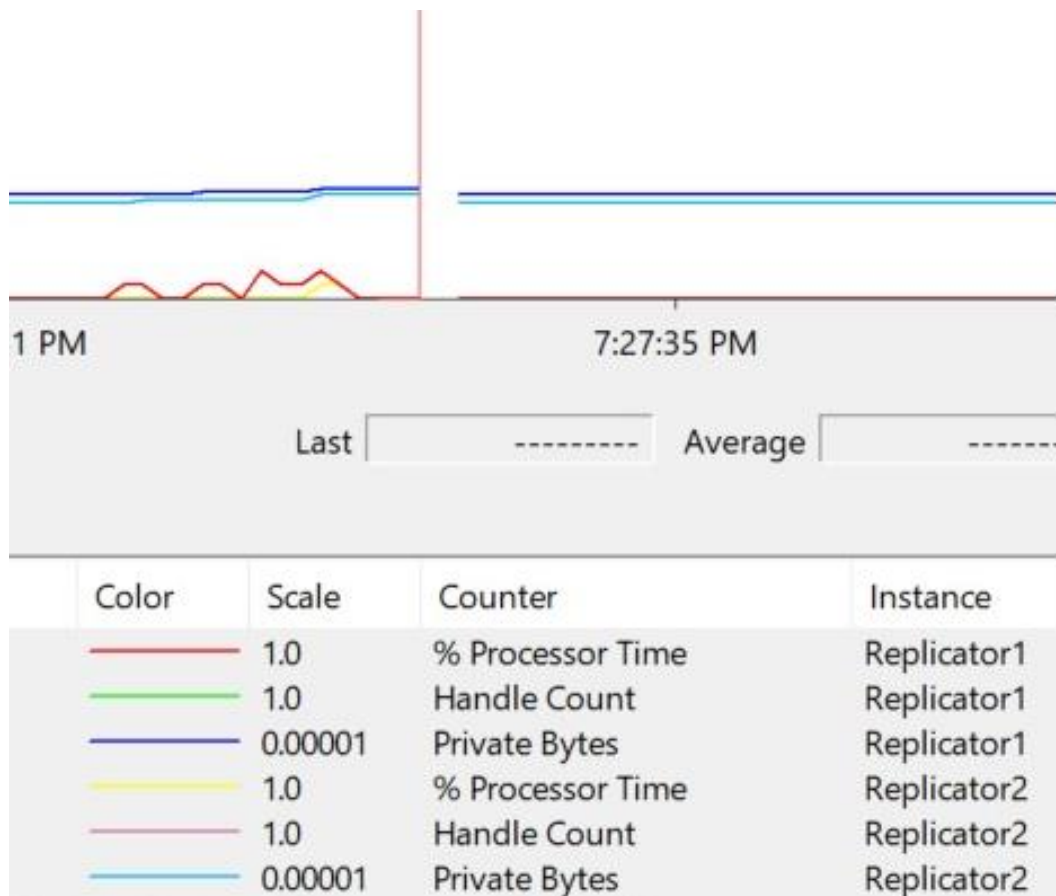 1 PM 7:27:35 PM
Last --------- Average -------
Color Scale Counter Instance
1.0 % Processor Time Replicator1
1.0 Handle Count Replicator1
0.00001 Private Bytes Replicator1
1.0 % Processor Time Replicator2
1.0 Handle Count Replicator2
0.00001 Private Bytes Replicator2